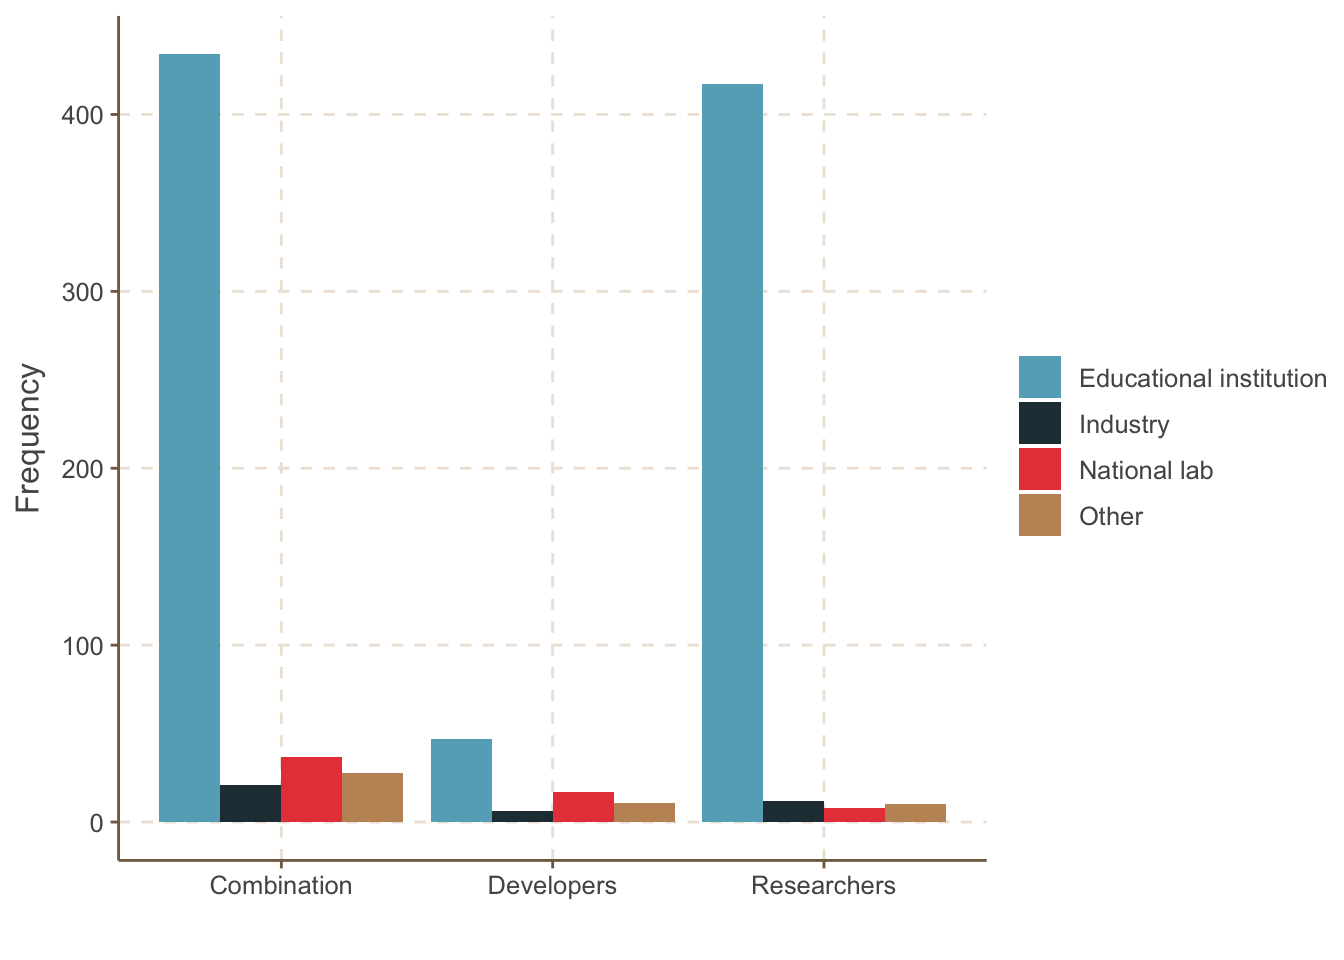 Frequency
400
300
200
100
0
Combination
Developers
Researchers
Educational institution
Industry
National lab
Other